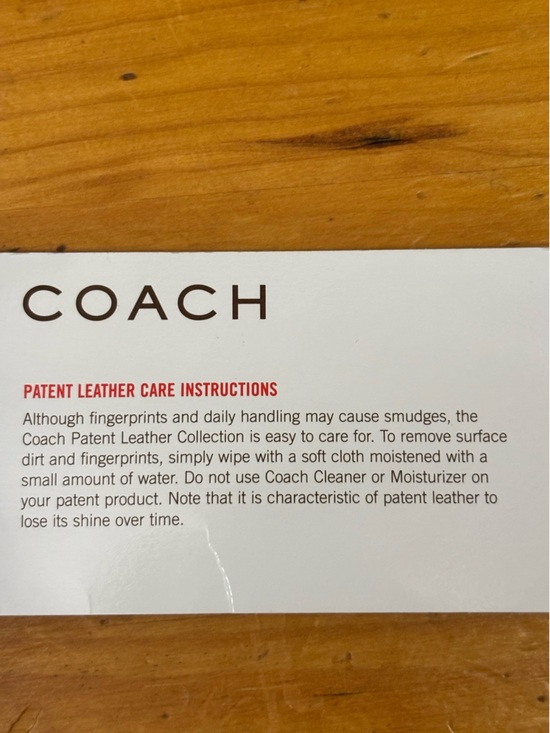 COACH
PATENT LEATHER CARE INSTRUCTIONS
Although fingerprints and daily handling may cause smudges, the
Coach Patent Leather Collection is easy to care for. To remove surface
dirt and fingerprints, simply wipe with a soft cloth moistened with a
small amount of water. Do not use Coach Cleaner or Moisturizer on
your patent product. Note that it is characteristic of patent leather to
lose its shine over time.